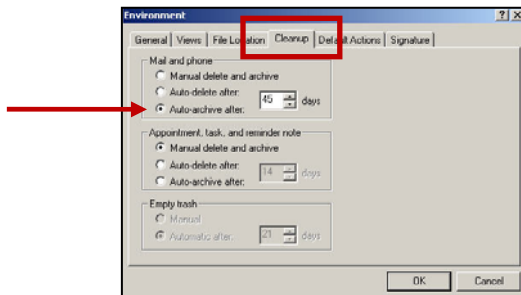 Environment
General Views File Location Cleanup Default Actions Signature
Mail and phone
Manual delete and archive
Auto-delete after:
Auto-archive after:
45 days
Appointment, task, and reminder note
Manual delete and archive
Auto-delete after:
Auto-archive after:
14 days
Empty trash
Manual
Automatic after:
21 days
OK Cancel